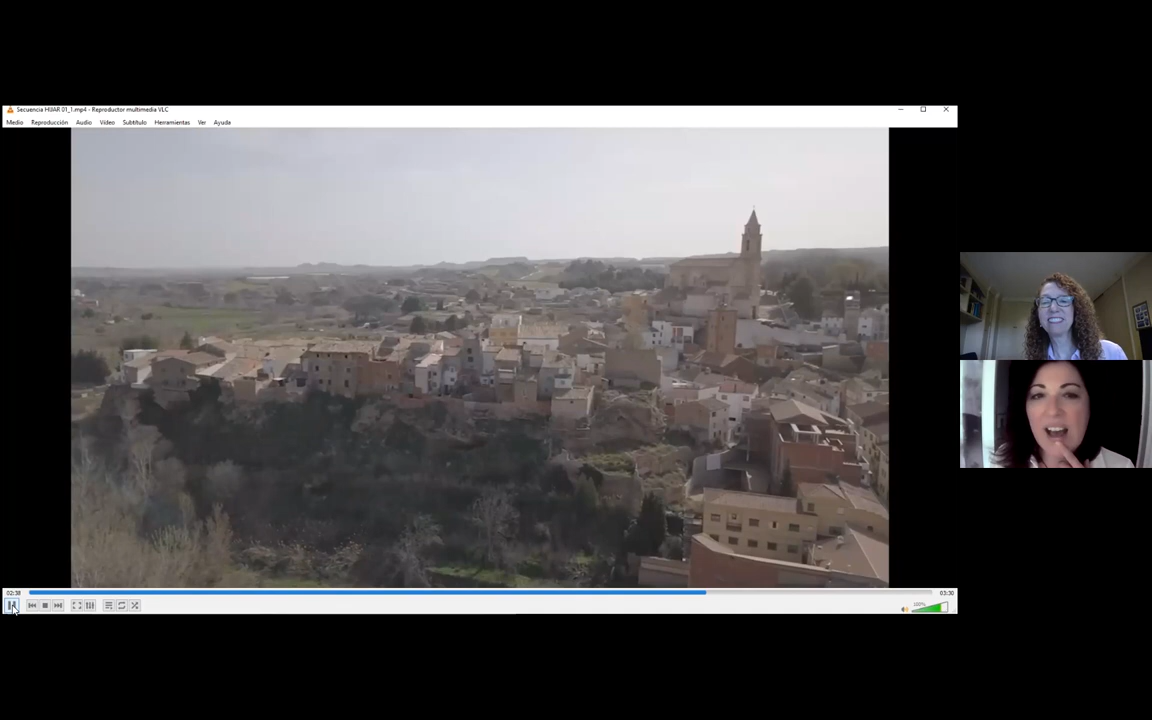 Secuencia HIJAR 01_1.mp4 - Reproductor multimedia VLC
Medio Reproducción Audio Vídeo Subtítulo Herramientas Ver Ayuda
02:38 03:30
100%